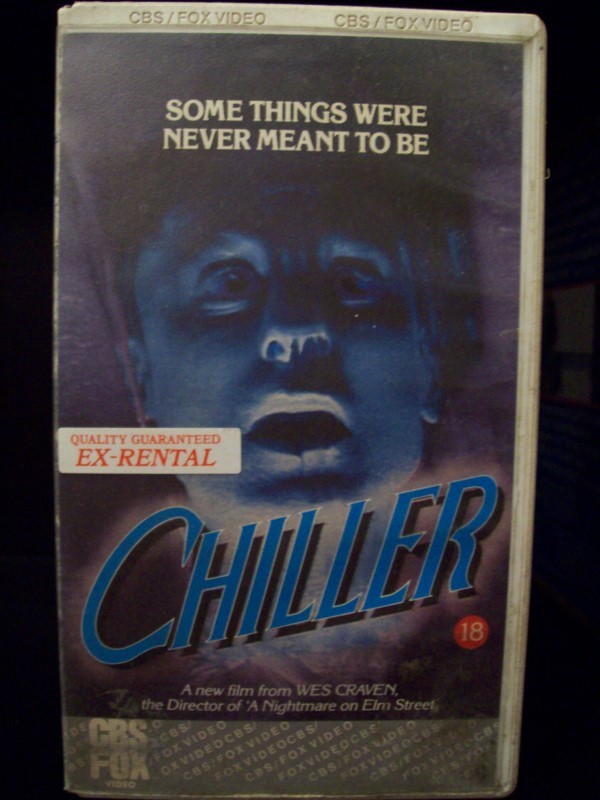 CBS/FOX VIDEO CBS/FOX VIDEO
SOME THINGS WERE
NEVER MEANT TO BE
QUALITY GUARANTEED
EX-RENTAL
CHILLER
18
A new film from WES CRAVEN,
the Director of 'A Nightmare on Elm Street'
CBS
FOX
VIDEO